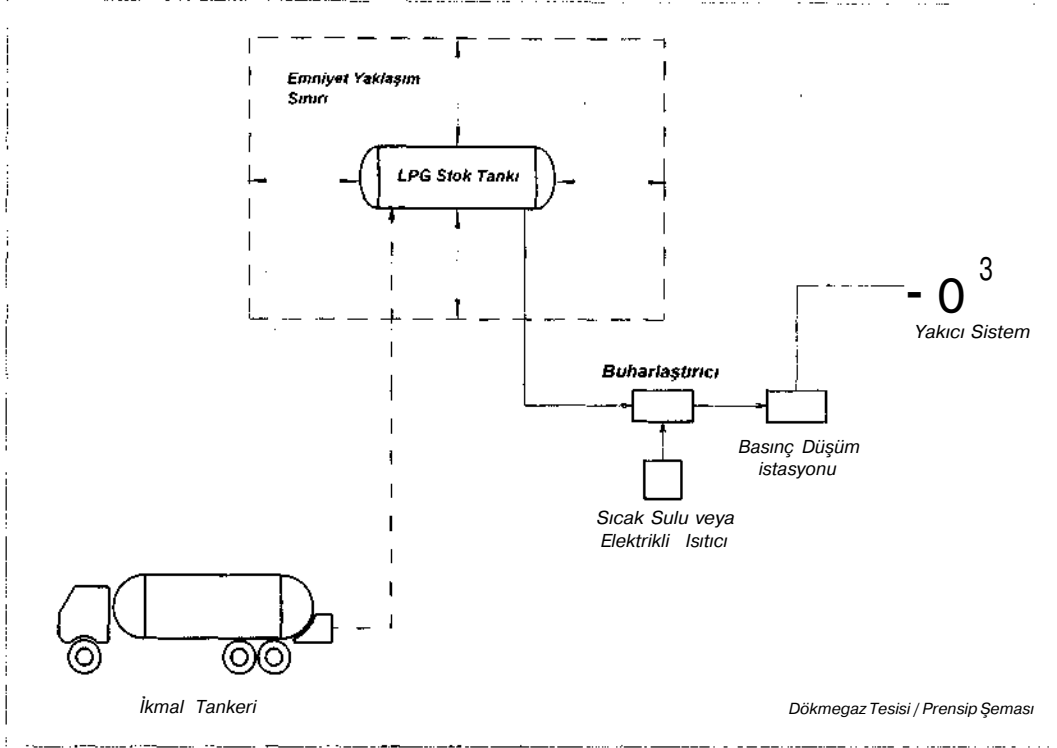 Emniyet Yaklaşım
Sınırı
LPG Stok Tankı
- O 3
Yakıcı Sistem
Buharlaştırıcı
Basınç Düşüm
istasyonu
Sıcak Sulu veya
Elektrikli Isıtıcı
İkmal Tankeri
Dökmegaz Tesisi / Prensip Şeması